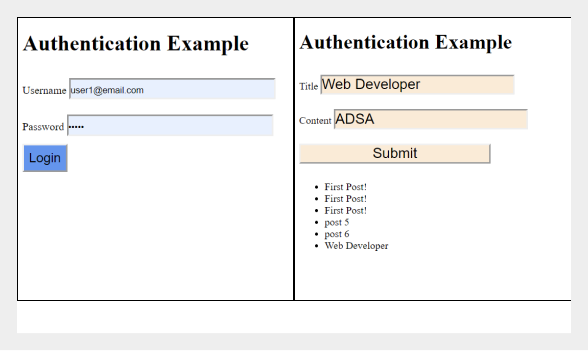 Authentication Example
Username user1@email.com
Password •••••
Login
Authentication Example
Title Web Developer
Content ADSA
Submit
• First Post!
• First Post!
• First Post!
• post 5
• post 6
• Web Developer